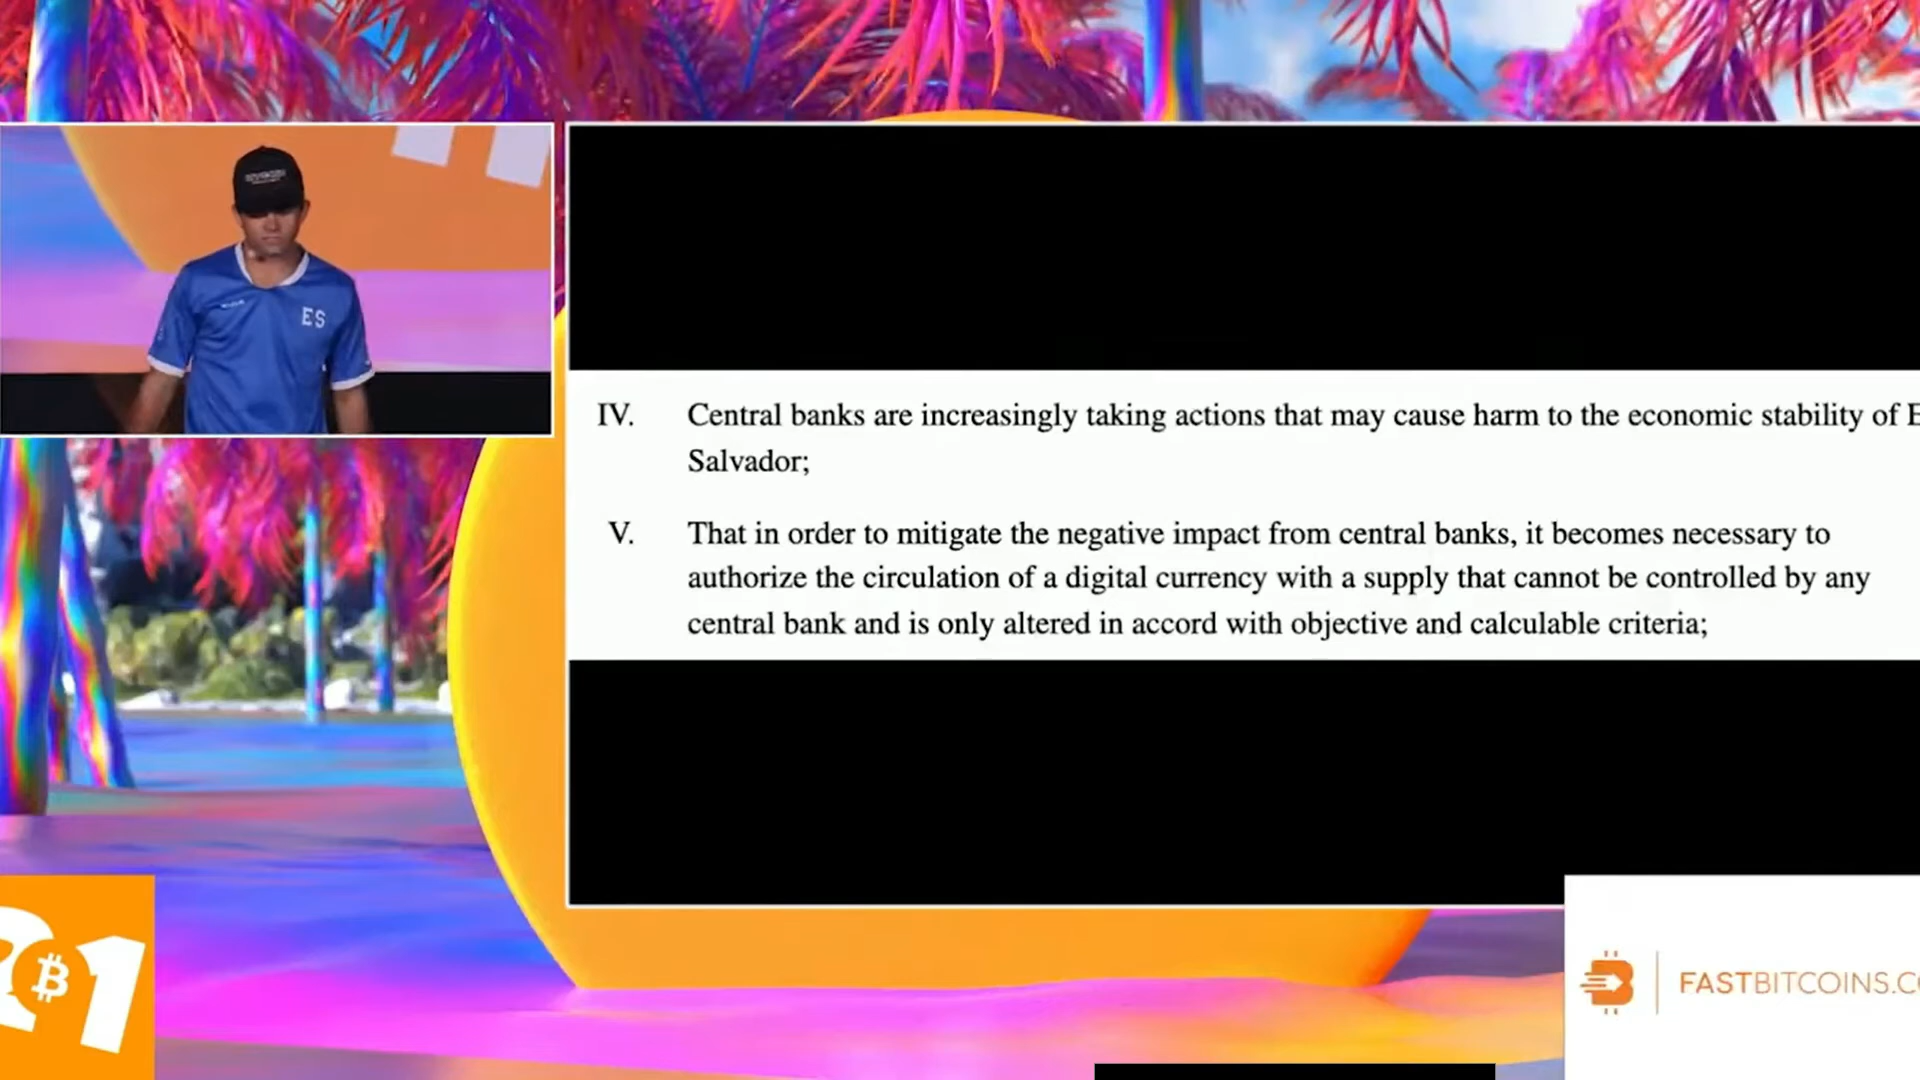 ES
IV. Central banks are increasingly taking actions that may cause harm to the economic stability of E
Salvador;
V. That in order to mitigate the negative impact from central banks, it becomes necessary to
authorize the circulation of a digital currency with a supply that cannot be controlled by any
central bank and is only altered in accord with objective and calculable criteria;
21
FASTBITCOINS.CO